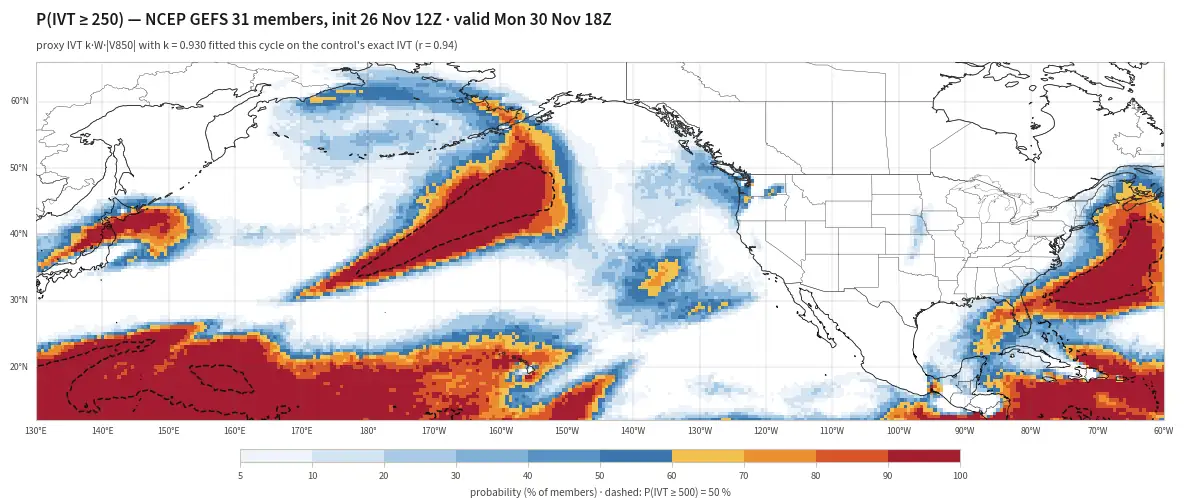 P(IVT ≥ 250) — NCEP GEFS 31 members, init 26 Nov 12Z · valid Mon 30 Nov 18Z
proxy IVT k·W·|V850| with k = 0.930 fitted this cycle on the control's exact IVT (r = 0.94)
60°N
50°N
40°N
30°N
20°N
130°E 140°E 150°E 160°E 170°E 180° 170°W 160°W 150°W 140°W 130°W 120°W 110°W 100°W 90°W 80°W 70°W 60°W
5 10 20 30 40 50 60 70 80 90 100
probability (% of members) · dashed: P(IVT ≥ 500) = 50 %